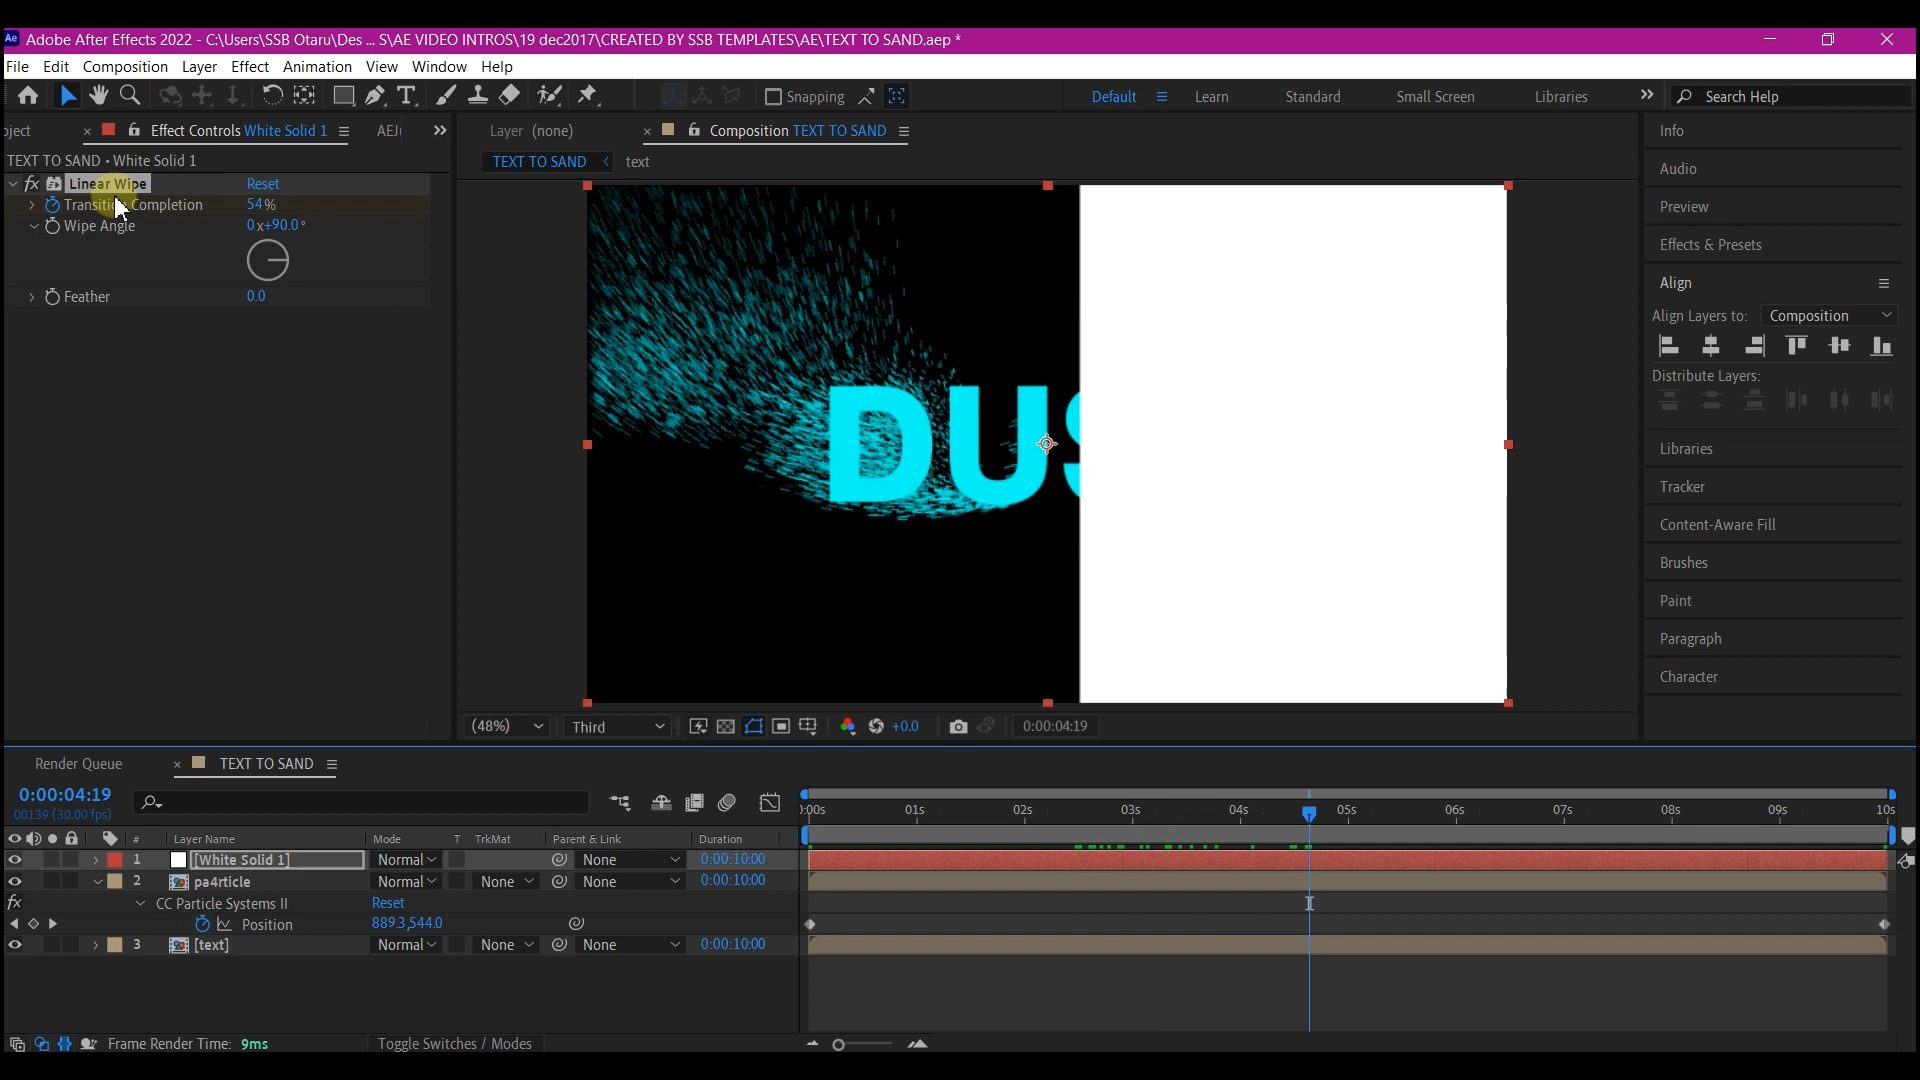 Ae Adobe After Effects 2022 - C:\Users\SSB Otaru\Des ... S\AE VIDEO INTROS\19 dec2017\CREATED BY SSB TEMPLATES\AE\TEXT TO SAND.aep *
File Edit Composition Layer Effect Animation View Window Help
Snapping Default Learn Standard Small Screen Libraries Search Help
oject Effect Controls White Solid 1 Layer (none) Composition TEXT TO SAND Info
TEXT TO SAND • White Solid 1 TEXT TO SAND text
fx Linear Wipe Reset Audio
Completion 54%
Wipe Angle 0x+90.0° Preview
Effects & Presets
Feather 0.0 Align
Align Layers to: Composition
Distribute Layers:
DUS
Libraries
Tracker
Content-Aware Fill
Brushes
Paint
Paragraph
Character
(48%) Third +0.0 0:00:04:19
Render Queue TEXT TO SAND
0:00:04:19
00139 (30.00 fps) 01s 02s 03s 04s 05s 06s 07s 08s 09s 10s
# Layer Name Mode T TrkMat Parent & Link Duration
1 [White Solid 1] Normal None 0:00:10:00
2 pa4rticle Normal None None 0:00:10:00
fx CC Particle Systems II Reset
Position 889.3,544.0
3 [text] Normal None None 0:00:10:00
Frame Render Time: 9ms Toggle Switches / Modes